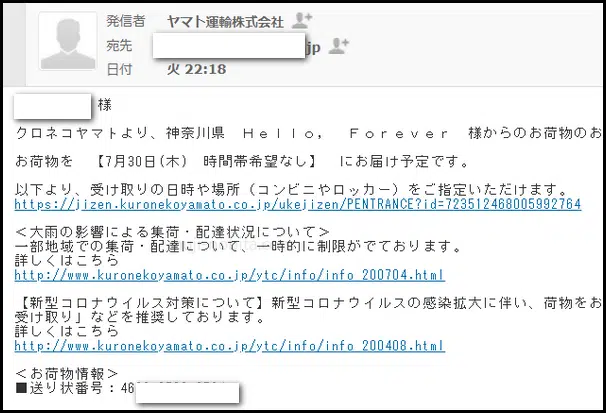 発信者 ヤマト運輸株式会社
宛先 jp
日付 火 22:18
様
クロネコヤマトより、神奈川県 Ｈｅｌｌｏ， Ｆｏｒｅｖｅｒ 様からのお荷物のお
お荷物を 【7月30日(木) 時間帯希望なし】 にお届け予定です。
以下より、受け取りの日時や場所（コンビニやロッカー）をご指定いただけます。
https://jizen.kuronekoyamato.co.jp/ukejizen/PENTRANCE?id=723512468005992764
＜大雨の影響による集荷・配達状況について＞
一部地域での集荷・配達について、一時的に制限がでております。
詳しくはこちら
http://www.kuronekoyamato.co.jp/ytc/info/info_200704.html
【新型コロナウイルス対策について】新型コロナウイルスの感染拡大に伴い、荷物をお
受け取り」などを推奨しております。
詳しくはこちら
http://www.kuronekoyamato.co.jp/ytc/info/info_200408.html
＜お荷物情報＞
■送り状番号：46